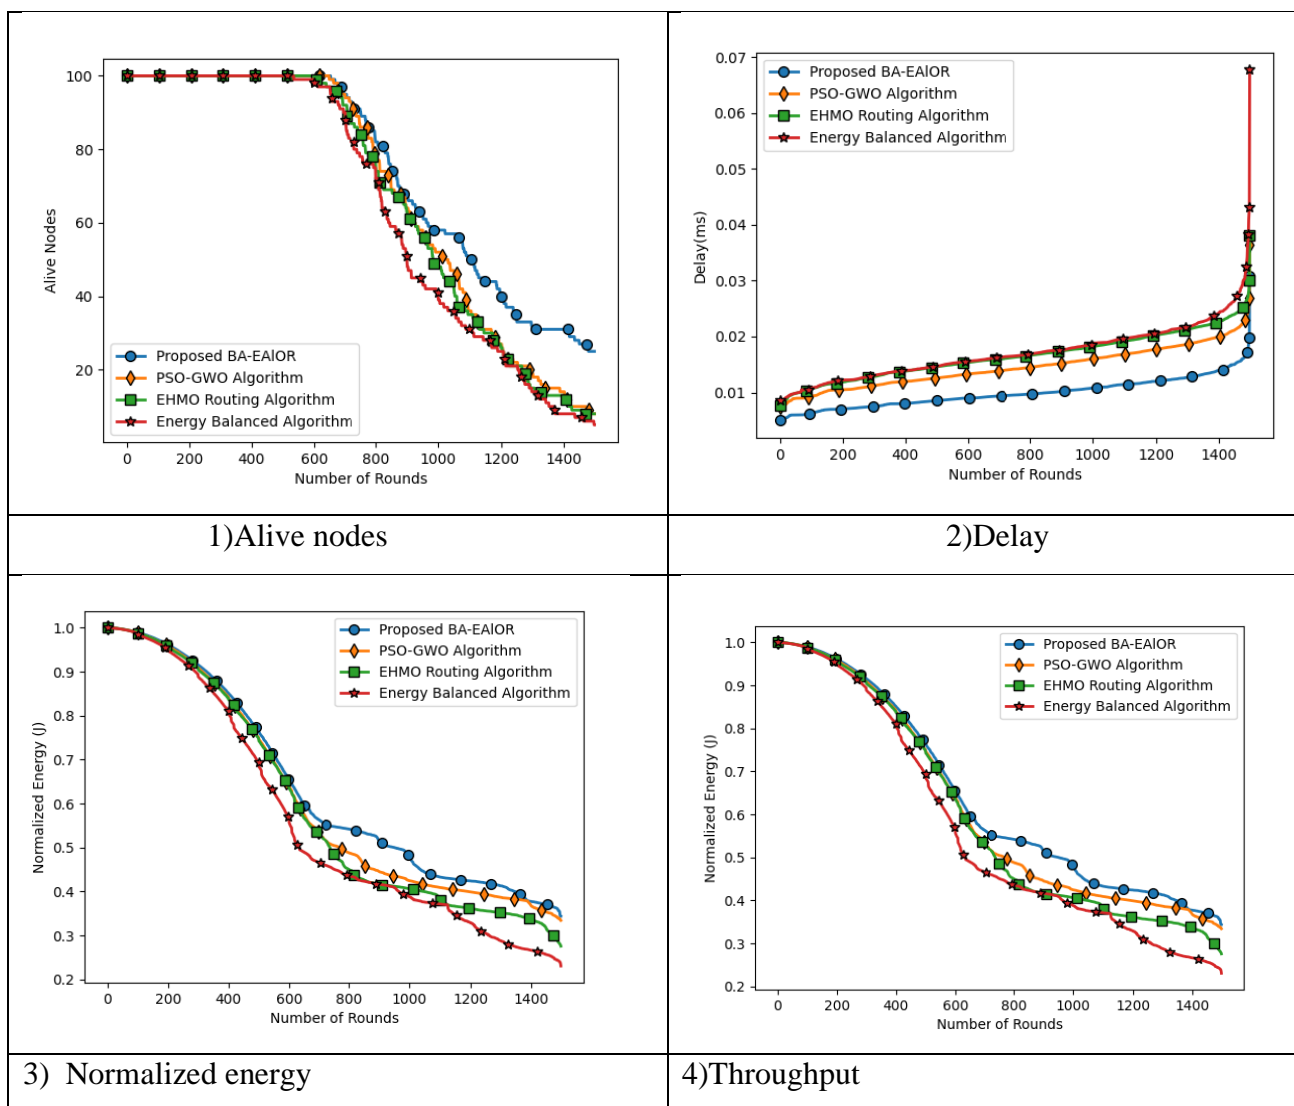 100
80
60
40
20
Alive Nodes
Proposed BA-EAlOR
PSO-GWO Algorithm
EHMO Routing Algorithm
Energy Balanced Algorithm
0 200 400 600 800 1000 1200 1400
Number of Rounds
0.07
0.06
0.05
0.04
0.03
0.02
0.01
Delay(ms)
Proposed BA-EAlOR
PSO-GWO Algorithm
EHMO Routing Algorithm
Energy Balanced Algorithm
0 200 400 600 800 1000 1200 1400
Number of Rounds
1)Alive nodes
2)Delay
1.0
0.9
0.8
0.7
0.6
0.5
0.4
0.3
0.2
Normalized Energy (J)
Proposed BA-EAlOR
PSO-GWO Algorithm
EHMO Routing Algorithm
Energy Balanced Algorithm
0 200 400 600 800 1000 1200 1400
Number of Rounds
1.0
0.9
0.8
0.7
0.6
0.5
0.4
0.3
0.2
Normalized Energy (J)
Proposed BA-EAlOR
PSO-GWO Algorithm
EHMO Routing Algorithm
Energy Balanced Algorithm
0 200 400 600 800 1000 1200 1400
Number of Rounds
3) Normalized energy
4)Throughput